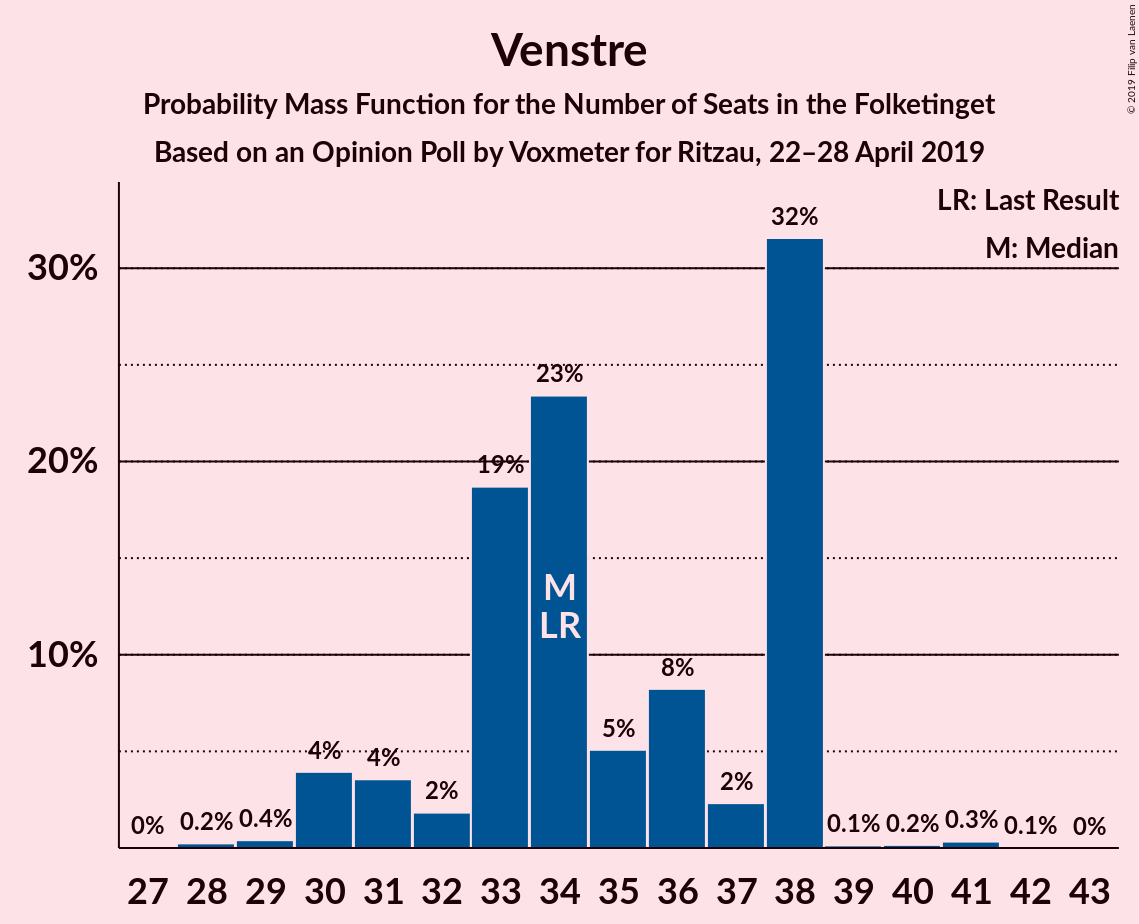 Venstre
Probability Mass Function for the Number of Seats in the Folketinget
Based on an Opinion Poll by Voxmeter for Ritzau, 22–28 April 2019
© 2019 Filip van Laenen
LR: Last Result
M: Median
30%
20%
10%
0%
0.2%
0.4%
4%
4%
2%
19%
23%
5%
8%
2%
32%
0.1%
0.2%
0.3%
0.1%
0%
M
LR
27 28 29 30 31 32 33 34 35 36 37 38 39 40 41 42 43